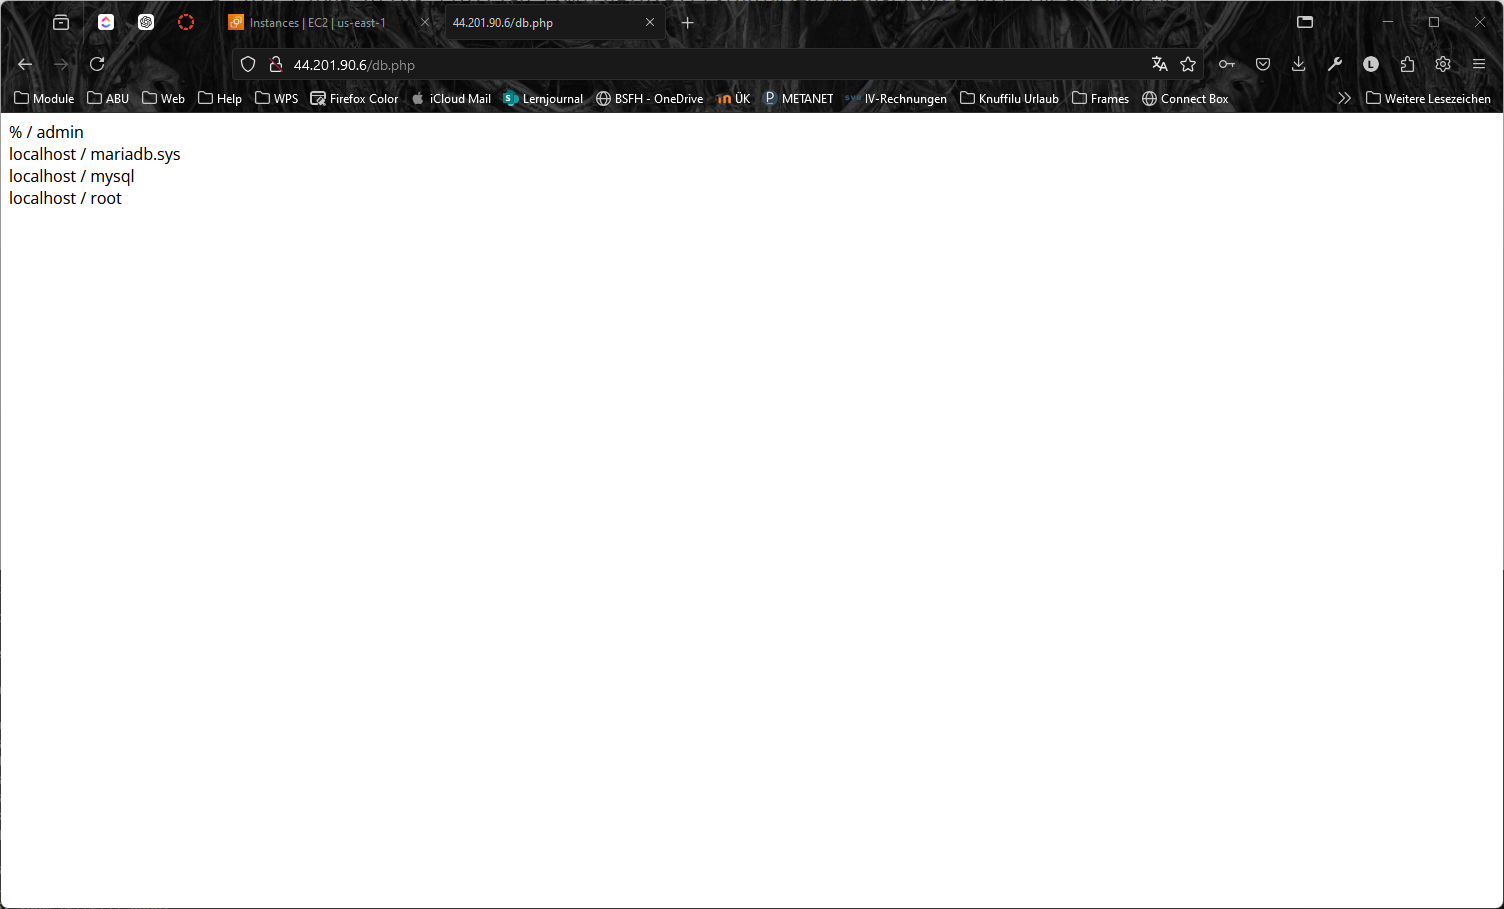 Instances | EC2 | us-east-1
44.201.90.6/db.php
44.201.90.6/db.php
Module ABU Web Help WPS Firefox Color iCloud Mail Lernjournal BSFH - OneDrive ÜK METANET IV-Rechnungen Knuffilu Urlaub Frames Connect Box Weitere Lesezeichen
% / admin
localhost / mariadb.sys
localhost / mysql
localhost / root